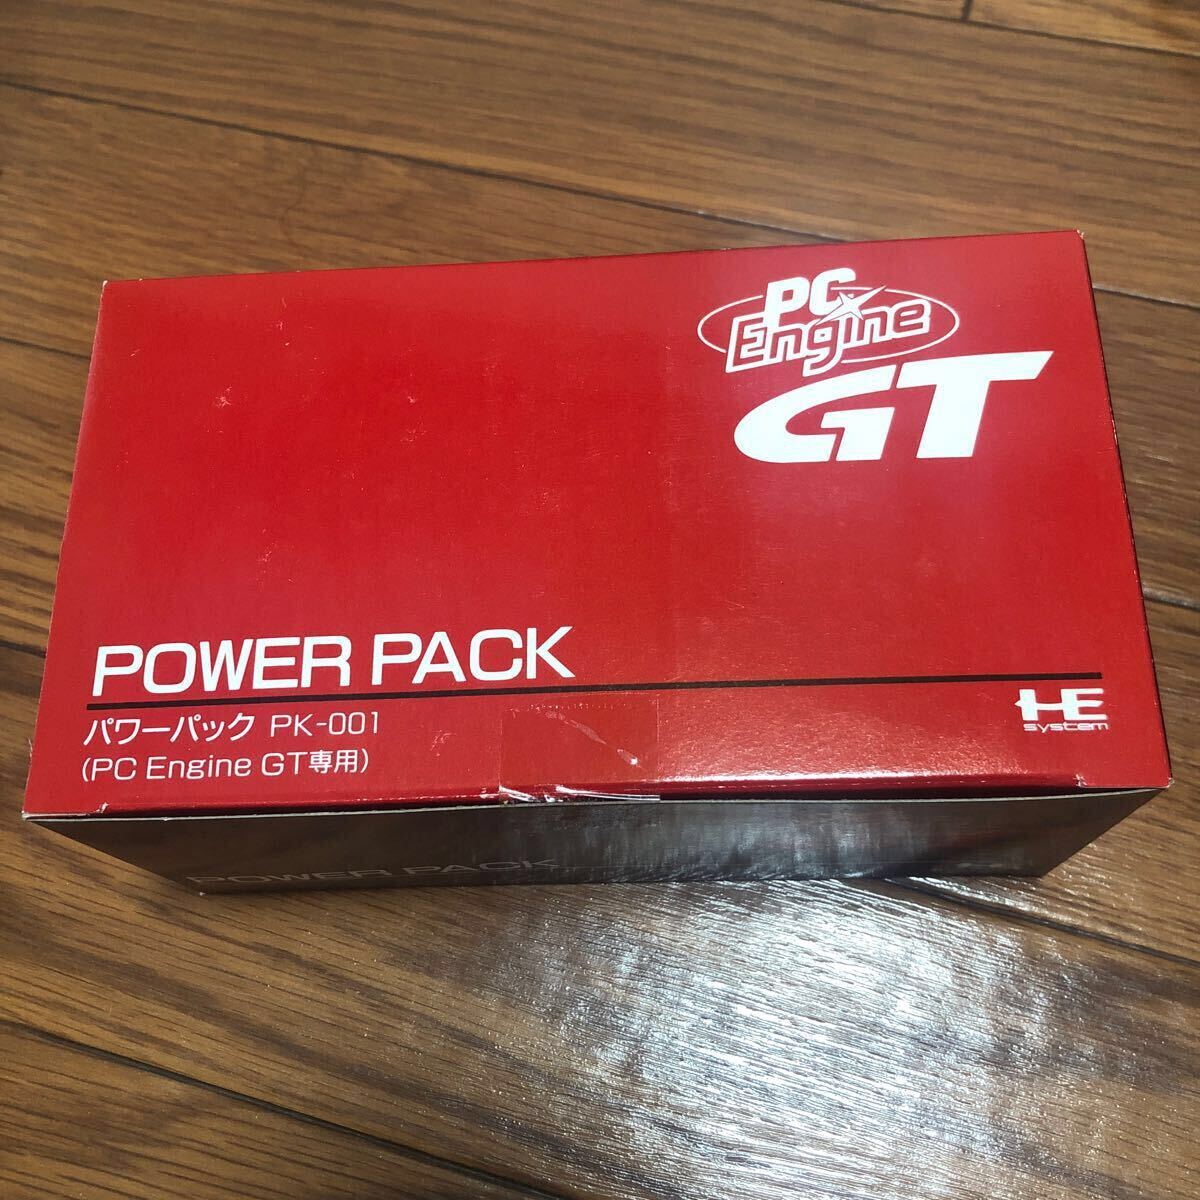 PC
Engine
GT
POWER PACK
パワーパック PK-001
(PC Engine GT専用)
HE
system
POWER PACK